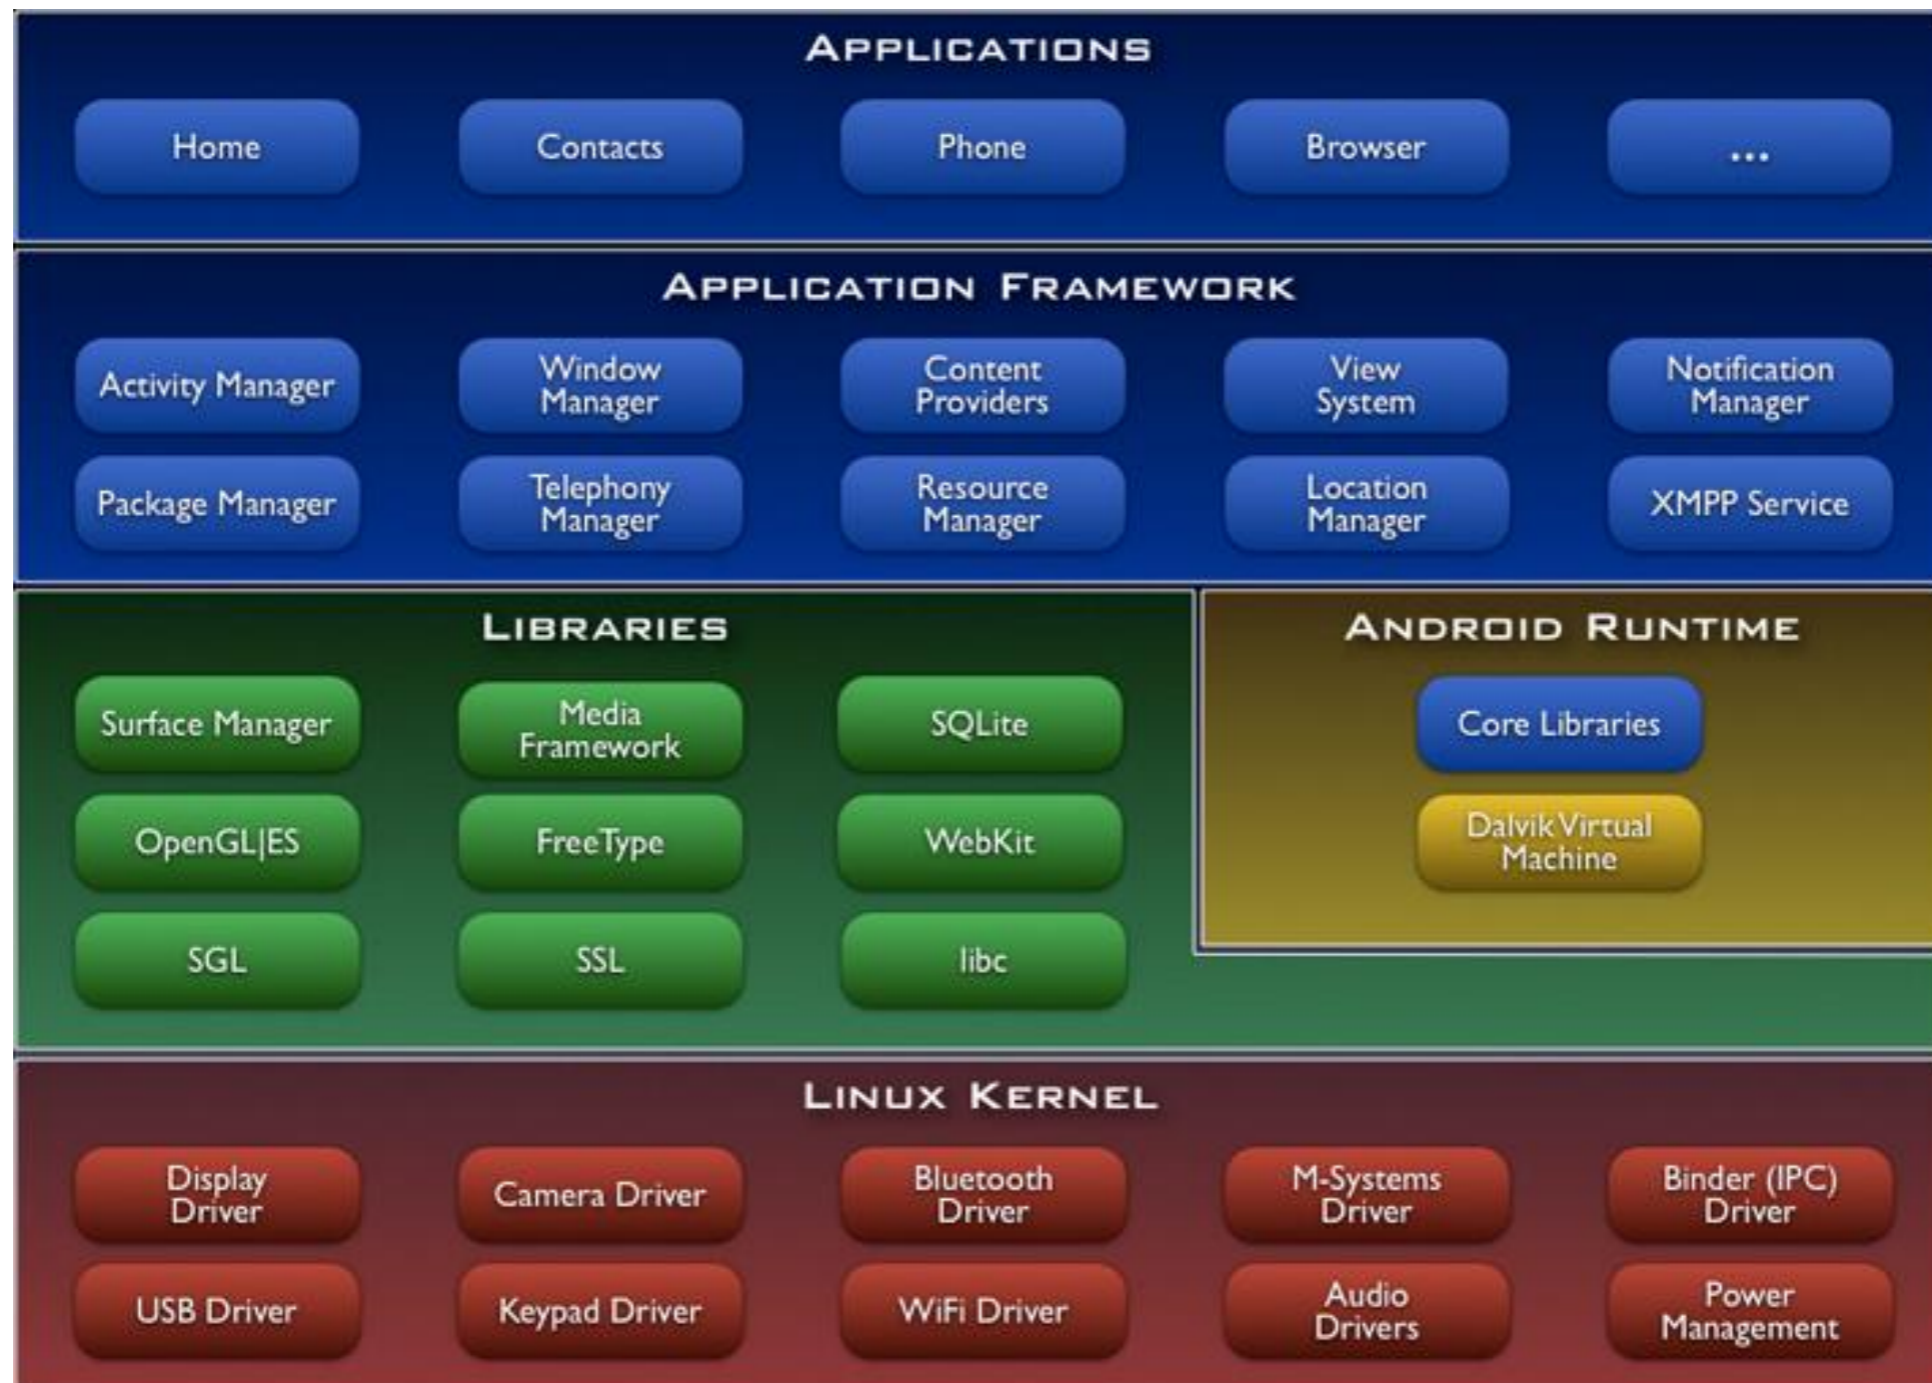 APPLICATIONS
Home
Contacts
Phone
Browser
...
APPLICATION FRAMEWORK
Activity Manager
Window
Manager
Content
Providers
View
System
Notification
Manager
Package Manager
Telephony
Manager
Resource
Manager
Location
Manager
XMPP Service
LIBRARIES
Surface Manager
Media
Framework
SQLite
OpenGL|ES
FreeType
WebKit
SGL
SSL
libc
ANDROID RUNTIME
Core Libraries
Dalvik Virtual
Machine
LINUX KERNEL
Display
Driver
Camera Driver
Bluetooth
Driver
M-Systems
Driver
Binder (IPC)
Driver
USB Driver
Keypad Driver
WiFi Driver
Audio
Drivers
Power
Management